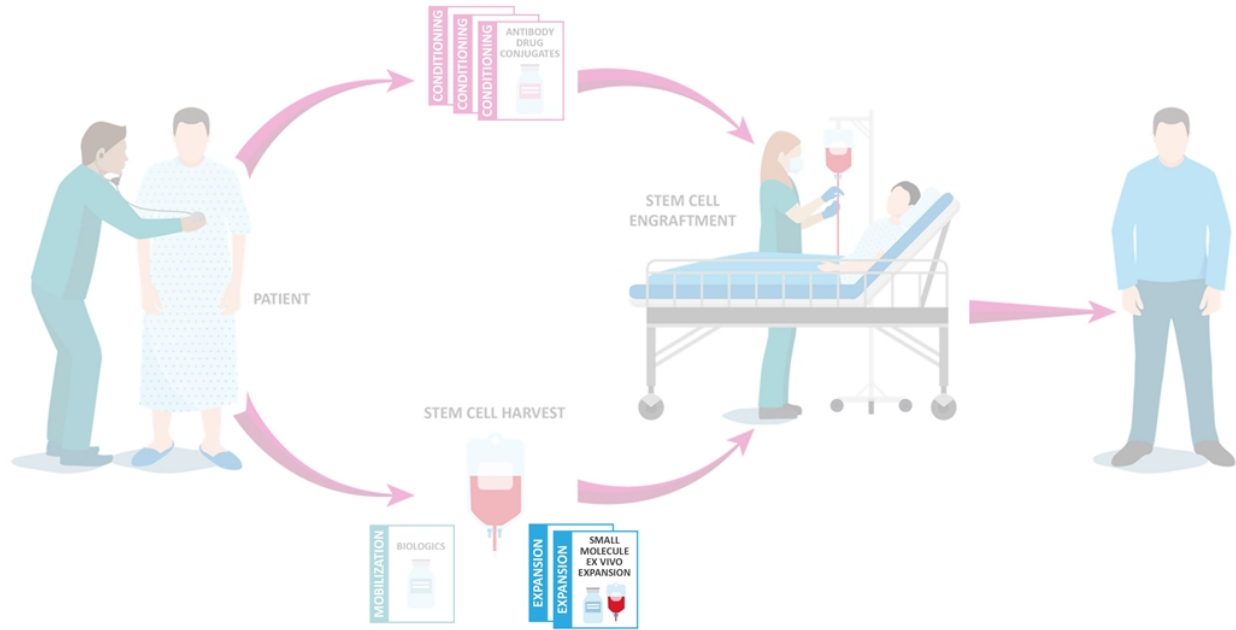 CONDITIONING
CONDITIONING
CONDITIONING
ANTIBODY
DRUG
CONJUGATES
STEM CELL
ENGRAFTMENT
PATIENT
STEM CELL HARVEST
MOBILIZATION
BIOLOGICS
EXPANSION
EXPANSION
SMALL
MOLECULE
EX VIVO
EXPANSION